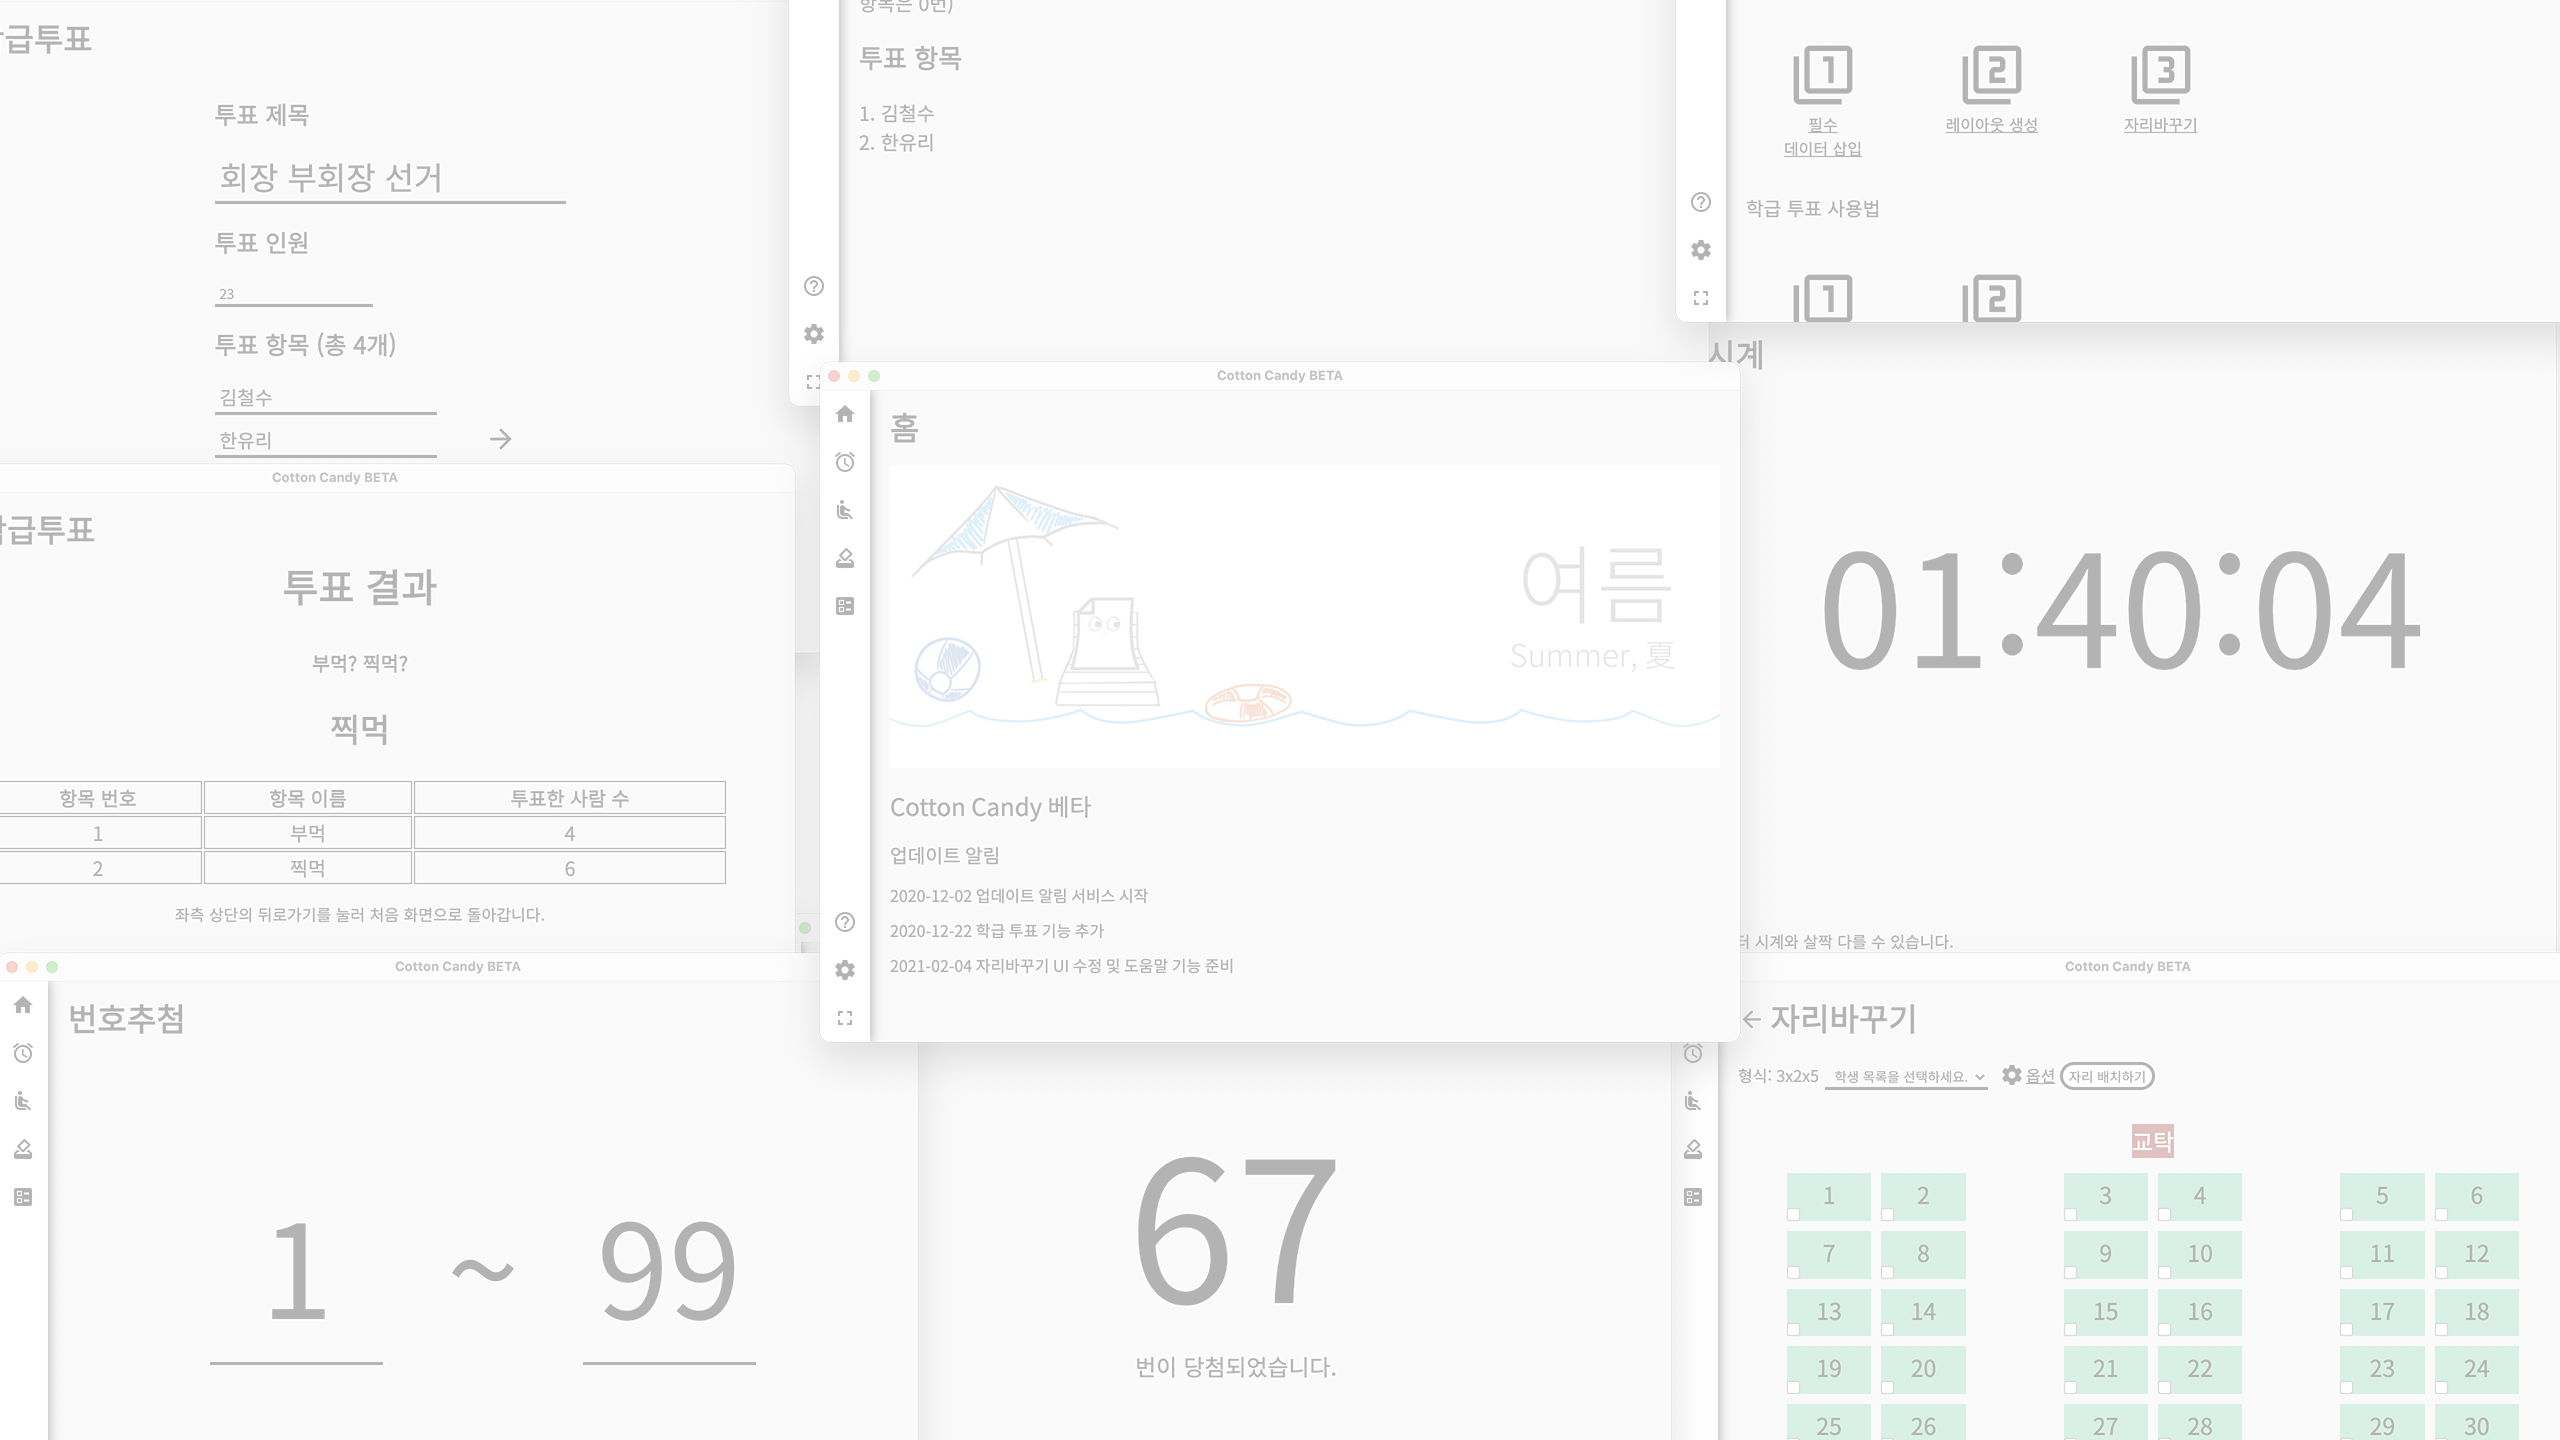 급투표
투표 제목
회장 부회장 선거
투표 인원
23
투표 항목 (총 4개)
김철수
한유리
항목은 0번)
투표 항목
1. 김철수
2. 한유리
1
2
3
필수
데이터 삽입
레이아웃 생성
자리바꾸기
학급 투표 사용법
1
2
Cotton Candy BETA
급투표
투표 결과
부먹? 찍먹?
찍먹
항목 번호 항목 이름 투표한 사람 수
1 부먹 4
2 찍먹 6
좌측 상단의 뒤로가기를 눌러 처음 화면으로 돌아갑니다.
Cotton Candy BETA
홈
여름
Summer, 夏
Cotton Candy 베타
업데이트 알림
2020-12-02 업데이트 알림 서비스 시작
2020-12-22 학급 투표 기능 추가
2021-02-04 자리바꾸기 UI 수정 및 도움말 기능 준비
시계
01:40:04
터 시계와 살짝 다를 수 있습니다.
Cotton Candy BETA
번호추첨
1 ~ 99
67
번이 당첨되었습니다.
Cotton Candy BETA
자리바꾸기
형식: 3x2x5 학생 목록을 선택하세요. 옵션 자리 배치하기
교탁
1 2 3 4 5 6
7 8 9 10 11 12
13 14 15 16 17 18
19 20 21 22 23 24
25 26 27 28 29 30